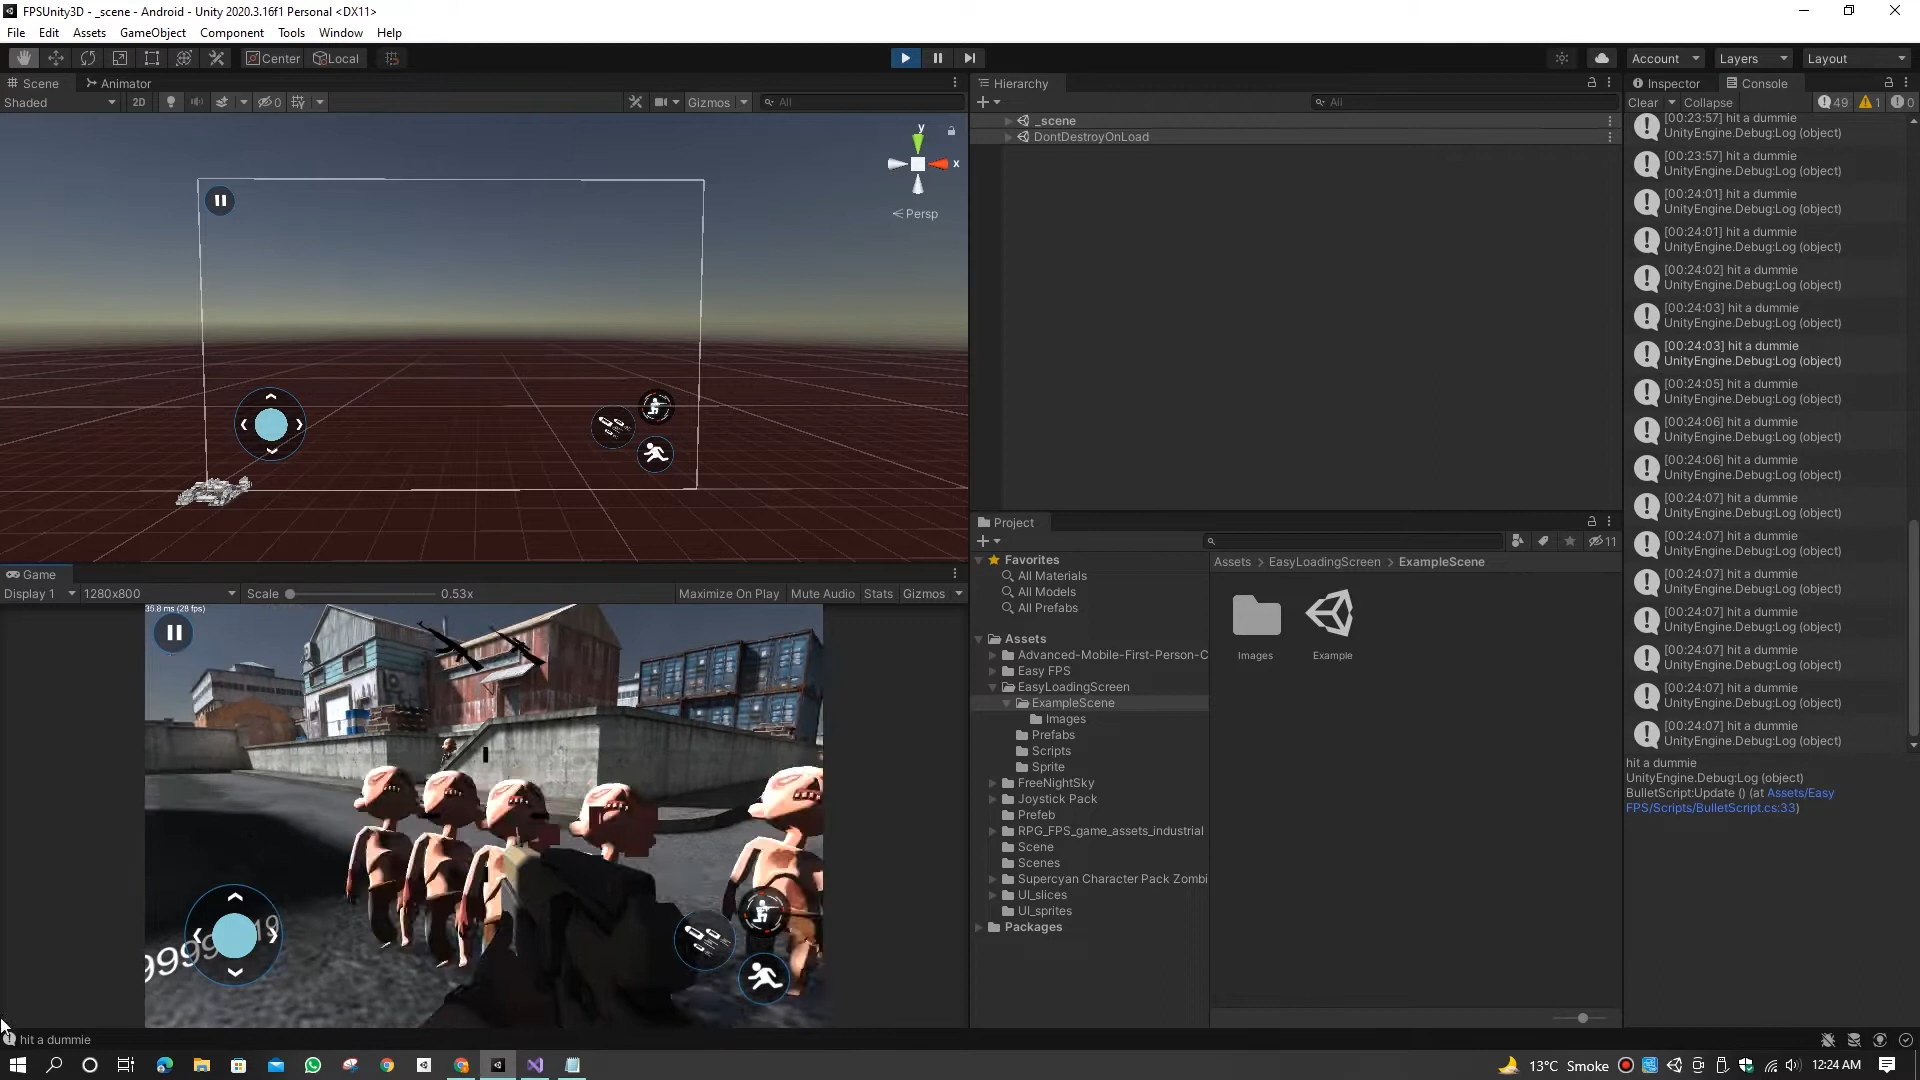 FPSUnity3D - _scene - Android - Unity 2020.3.16f1 Personal <DX11>
File Edit Assets GameObject Component Tools Window Help
Center Local
Account Layers Layout
Scene Animator
Shaded 2D 0 Gizmos All
y
x
Persp
Game
Display 1 1280x800 Scale 0.53x Maximize On Play Mute Audio Stats Gizmos
35.8 ms (28 fps)
hit a dummie
Hierarchy
All
_scene
DontDestroyOnLoad
Project
11
Favorites
All Materials
All Models
All Prefabs
Assets
Advanced-Mobile-First-Person-C
Easy FPS
EasyLoadingScreen
ExampleScene
Images
Prefabs
Scripts
Sprite
FreeNightSky
Joystick Pack
Prefeb
RPG_FPS_game_assets_industrial
Scene
Scenes
Supercyan Character Pack Zombi
UI_slices
UI_sprites
Packages
Assets > EasyLoadingScreen > ExampleScene
Images Example
Inspector Console
Clear Collapse 49 1 0
[00:23:57] hit a dummie
UnityEngine.Debug:Log (object)
[00:23:57] hit a dummie
UnityEngine.Debug:Log (object)
[00:24:01] hit a dummie
UnityEngine.Debug:Log (object)
[00:24:01] hit a dummie
UnityEngine.Debug:Log (object)
[00:24:02] hit a dummie
UnityEngine.Debug:Log (object)
[00:24:03] hit a dummie
UnityEngine.Debug:Log (object)
[00:24:03] hit a dummie
UnityEngine.Debug:Log (object)
[00:24:05] hit a dummie
UnityEngine.Debug:Log (object)
[00:24:06] hit a dummie
UnityEngine.Debug:Log (object)
[00:24:06] hit a dummie
UnityEngine.Debug:Log (object)
[00:24:07] hit a dummie
UnityEngine.Debug:Log (object)
[00:24:07] hit a dummie
UnityEngine.Debug:Log (object)
[00:24:07] hit a dummie
UnityEngine.Debug:Log (object)
[00:24:07] hit a dummie
UnityEngine.Debug:Log (object)
[00:24:07] hit a dummie
UnityEngine.Debug:Log (object)
[00:24:07] hit a dummie
UnityEngine.Debug:Log (object)
[00:24:07] hit a dummie
UnityEngine.Debug:Log (object)
hit a dummie
UnityEngine.Debug:Log (object)
BulletScript:Update () (at Assets/Easy
FPS/Scripts/BulletScript.cs:33)
13°C Smoke 12:24 AM